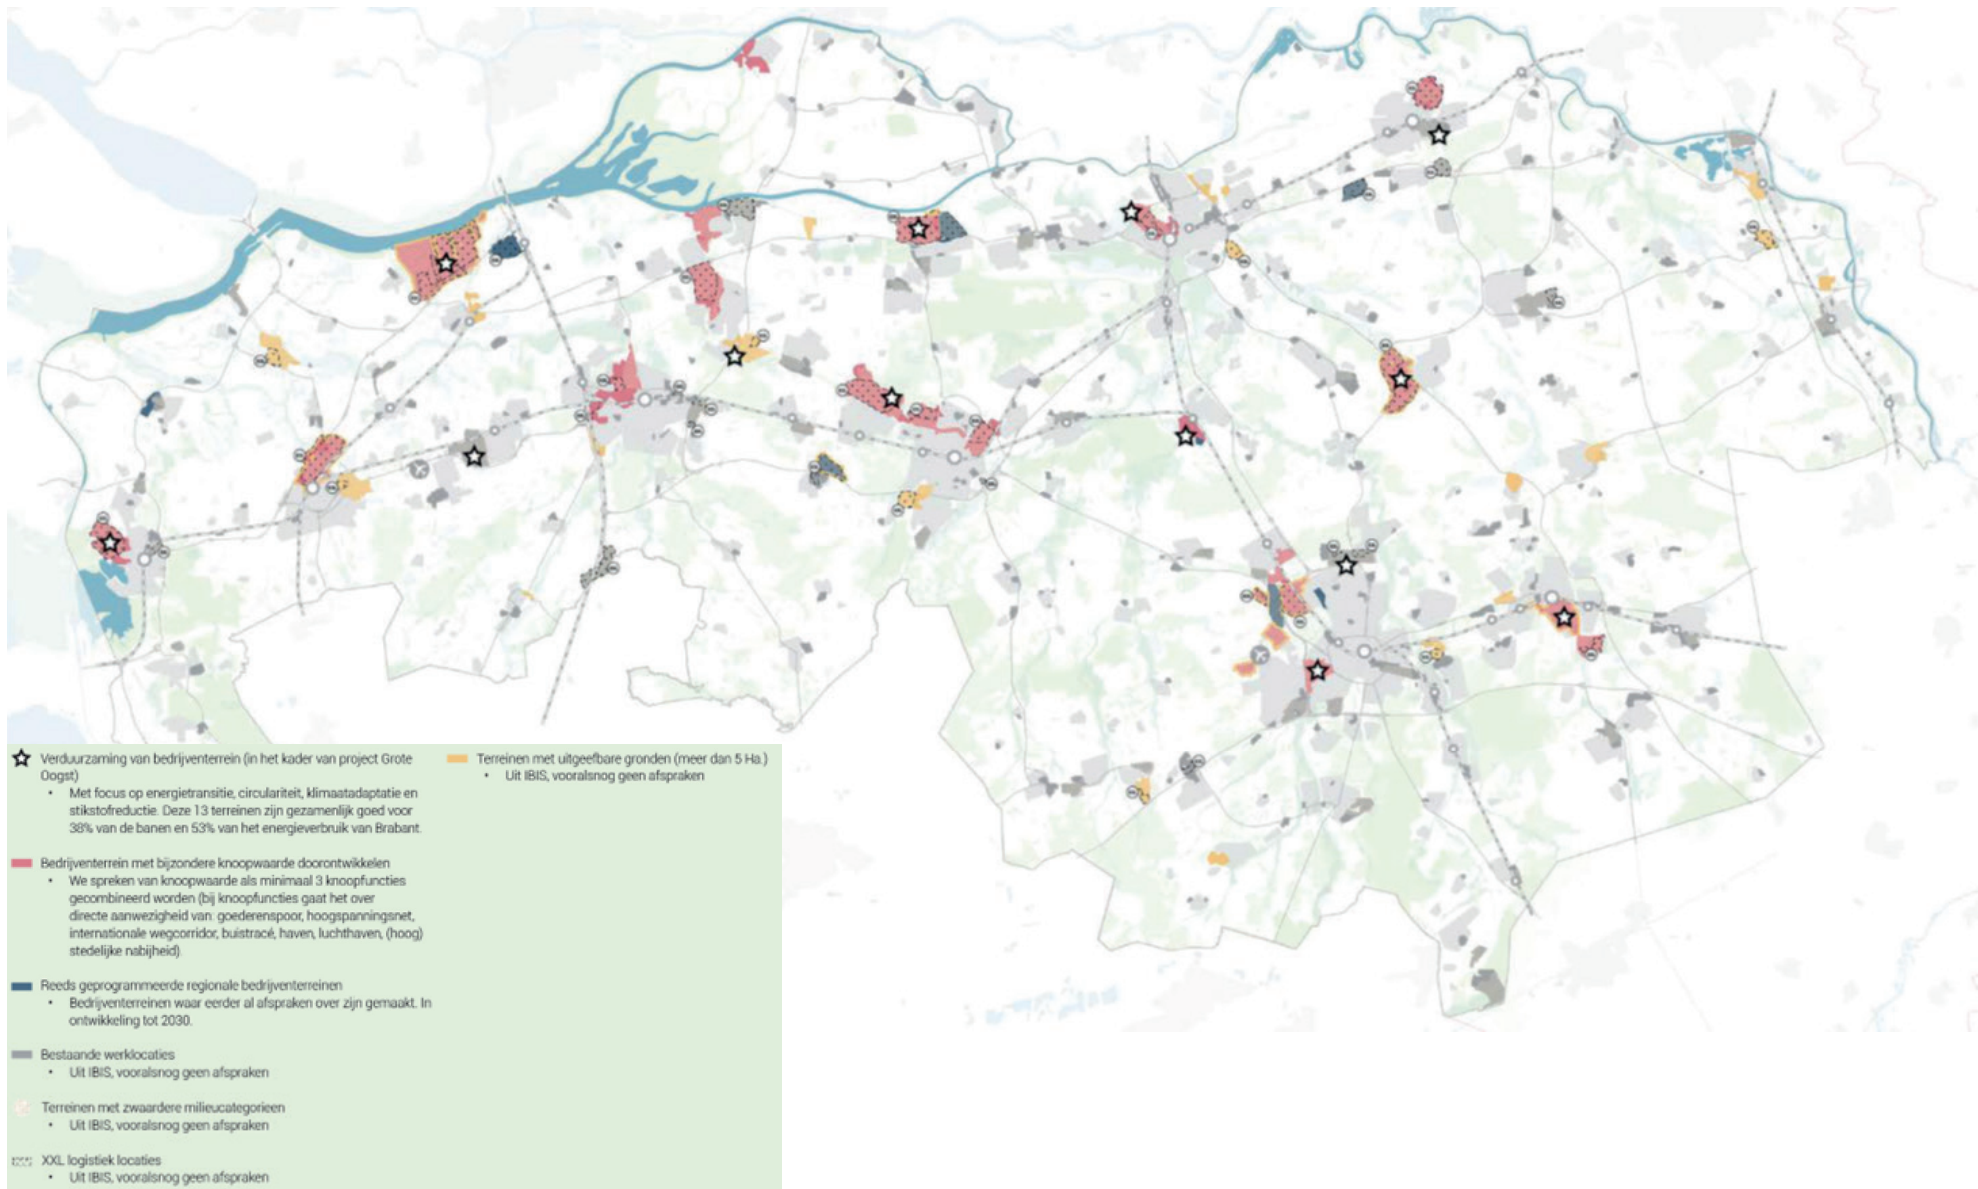 Verduurzaming van bedrijventerrein (in het kader van project Grote
Oogst)
• Met focus op energietransitie, circulariteit, klimaatadaptatie en
stikstofreductie. Deze 13 terreinen zijn gezamenlijk goed voor
38% van de banen en 53% van het energieverbruik van Brabant.
Bedrijventerrein met bijzondere knoopwaarde doorontwikkelen
• We spreken van knoopwaarde als minimaal 3 knoopfuncties
gecombineerd worden (bij knoopfuncties gaat het over
directe aanwezigheid van: goederenspoor, hoogspanningsnet,
internationale wegcorridor, buistracé, haven, luchthaven, (hoog)
stedelijke nabijheid).
Reeds geprogrammeerde regionale bedrijventerreinen
• Bedrijventerreinen waar eerder al afspraken over zijn gemaakt. In
ontwikkeling tot 2030.
Bestaande werklocaties
• Uit IBIS, vooralsnog geen afspraken
Terreinen met zwaardere milieucategorieen
• Uit IBIS, vooralsnog geen afspraken
XXL logistiek locaties
• Uit IBIS, vooralsnog geen afspraken
Terreinen met uitgeefbare gronden (meer dan 5 Ha.)
• Uit IBIS, vooralsnog geen afspraken